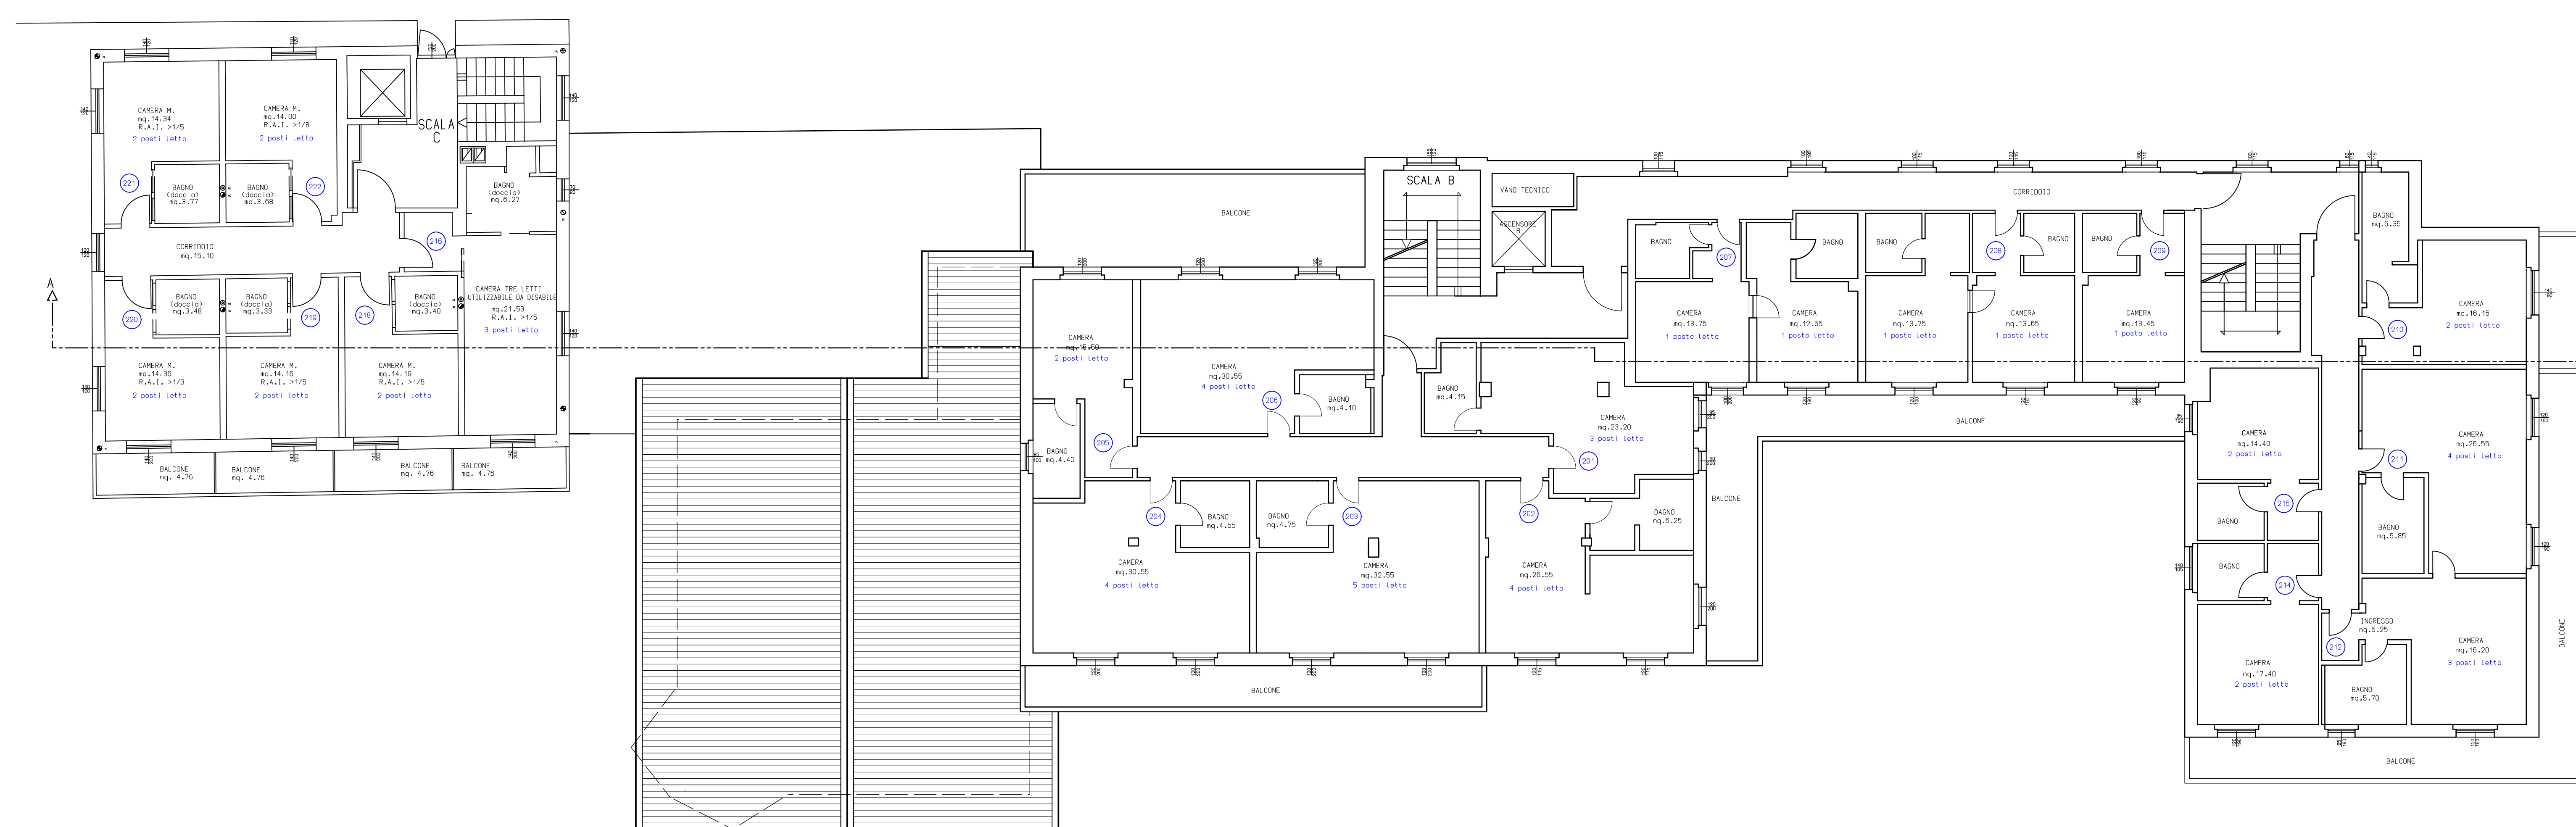 A
CAMERA M.
mq.14.34
R.A.I. >1/5
2 posti letto
CAMERA M.
mq.14.00
R.A.I. >1/8
2 posti letto
SCALA
C
221
BAGNO
(doccia)
mq.3.77
BAGNO
(doccia)
mq.3.68
222
BAGNO
(doccia)
mq.6.27
CORRIDOIO
mq.15.10
216
220
BAGNO
(doccia)
mq.3.48
BAGNO
(doccia)
mq.3.33
219
218
BAGNO
(doccia)
mq.3.40
CAMERA TRE LETTI
UTILIZZABILE DA DISABILE
mq.21.53
R.A.I. >1/5
3 posti letto
CAMERA M.
mq.14.36
R.A.I. >1/3
2 posti letto
CAMERA M.
mq.14.16
R.A.I. >1/5
2 posti letto
CAMERA M.
mq.14.19
R.A.I. >1/5
2 posti letto
BALCONE
mq. 4.76
BALCONE
mq. 4.76
BALCONE
mq. 4.76
BALCONE
mq. 4.76
BALCONE
SCALA B
VANO TECNICO
ASCENSORE
B
CORRIDOIO
BAGNO
207
BAGNO
BAGNO
208
BAGNO
BAGNO
209
CAMERA
mq.13.75
1 posto letto
CAMERA
mq.12.55
1 posto letto
CAMERA
mq.13.75
1 posto letto
CAMERA
mq.13.65
1 posto letto
CAMERA
mq.13.45
1 posto letto
BAGNO
mq.6.35
CAMERA
mq.16.15
2 posti letto
210
CAMERA
2 posti letto
CAMERA
mq.30.55
4 posti letto
206
BAGNO
mq.4.10
BAGNO
mq.4.15
CAMERA
mq.23.20
3 posti letto
201
205
BAGNO
mq.4.40
BALCONE
BALCONE
CAMERA
mq.14.40
2 posti letto
CAMERA
mq.26.55
4 posti letto
211
204
BAGNO
mq.4.55
BAGNO
mq.4.75
203
202
BAGNO
mq.6.25
CAMERA
mq.30.55
4 posti letto
CAMERA
mq.32.55
5 posti letto
CAMERA
mq.26.55
4 posti letto
215
BAGNO
BAGNO
mq.5.85
BAGNO
214
INGRESSO
mq.5.25
212
CAMERA
mq.16.20
3 posti letto
CAMERA
mq.17.40
2 posti letto
BAGNO
mq.5.70
BALCONE
BALCONE
BALCONE